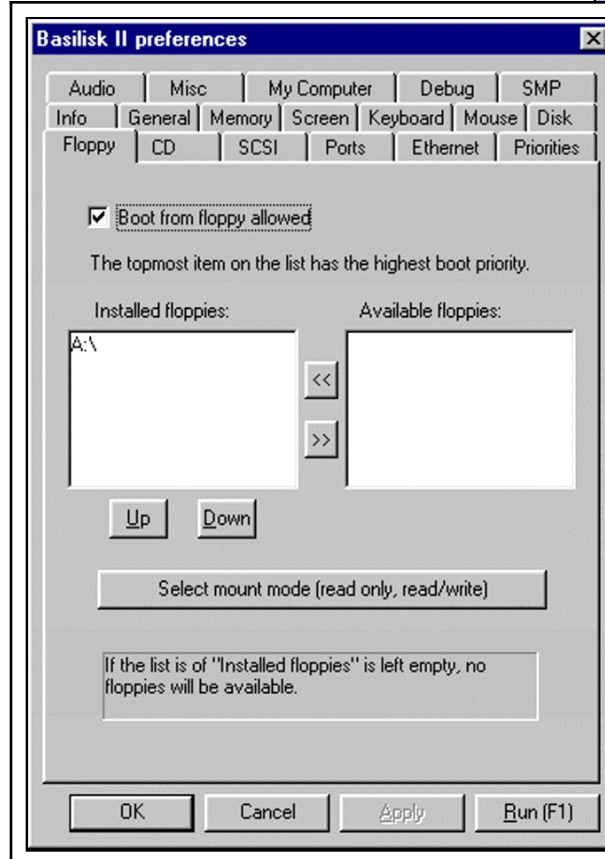 Basilisk II preferences
Audio Misc My Computer Debug SMP
Info General Memory Screen Keyboard Mouse Disk
Floppy CD SCSI Ports Ethernet Priorities
Boot from floppy allowed
The topmost item on the list has the highest boot priority.
Installed floppies: Available floppies:
A:\
<<
>>
Up Down
Select mount mode (read only, read/write)
If the list is of "Installed floppies" is left empty, no
floppies will be available.
OK Cancel Apply Run (F1)